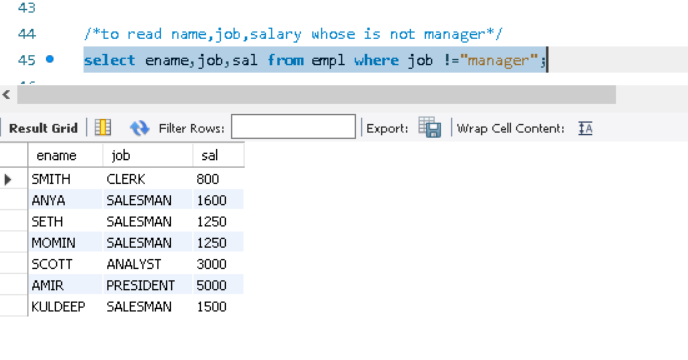 43
44 /*to read name,job,salary whose is not manager*/
45 select ename,job,sal from empl where job !="manager";
Result Grid Filter Rows: Export: Wrap Cell Content: IA
ename job sal
SMITH CLERK 800
ANYA SALESMAN 1600
SETH SALESMAN 1250
MOMIN SALESMAN 1250
SCOTT ANALYST 3000
AMIR PRESIDENT 5000
KULDEEP SALESMAN 1500